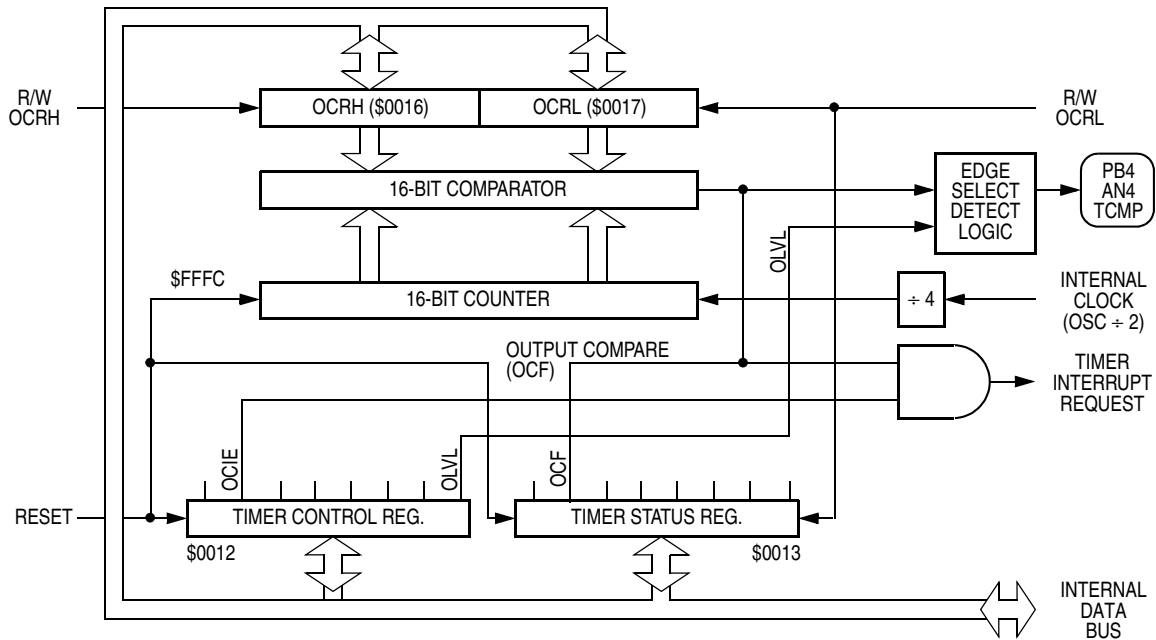 R/W
OCRH
OCRH ($0016)
OCRL ($0017)
R/W
OCRL
16-BIT COMPARATOR
EDGE
SELECT
DETECT
LOGIC
PB4
AN4
TCMP
OLVL
$FFFC
16-BIT COUNTER
÷ 4
INTERNAL
CLOCK
(OSC ÷ 2)
OUTPUT COMPARE
(OCF)
TIMER
INTERRUPT
REQUEST
OCIE
OLVL
OCF
RESET
TIMER CONTROL REG.
TIMER STATUS REG.
$0012
$0013
INTERNAL
DATA
BUS